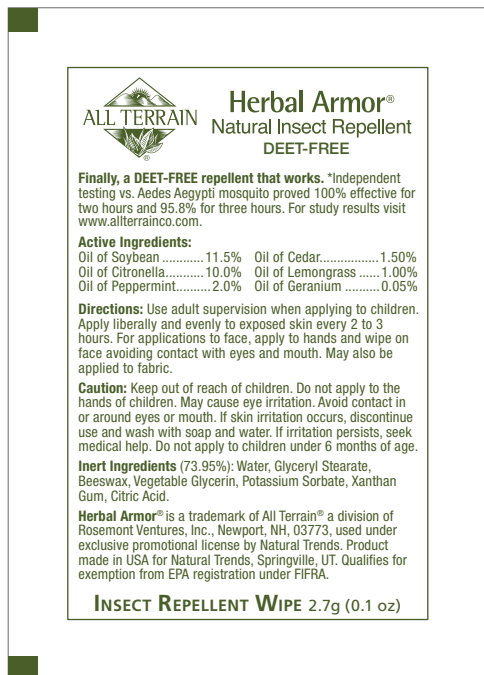 ALL TERRAIN
®
Herbal Armor®
Natural Insect Repellent
DEET-FREE
Finally, a DEET-FREE repellent that works. *Independent
testing vs. Aedes Aegypti mosquito proved 100% effective for
two hours and 95.8% for three hours. For study results visit
www.allterrainco.com.
Active Ingredients:
Oil of Soybean ............ 11.5% Oil of Cedar................. 1.50%
Oil of Citronella........... 10.0% Oil of Lemongrass ...... 1.00%
Oil of Peppermint.......... 2.0% Oil of Geranium .......... 0.05%
Directions: Use adult supervision when applying to children.
Apply liberally and evenly to exposed skin every 2 to 3
hours. For applications to face, apply to hands and wipe on
face avoiding contact with eyes and mouth. May also be
applied to fabric.
Caution: Keep out of reach of children. Do not apply to the
hands of children. May cause eye irritation. Avoid contact in
or around eyes or mouth. If skin irritation occurs, discontinue
use and wash with soap and water. If irritation persists, seek
medical help. Do not apply to children under 6 months of age.
Inert Ingredients (73.95%): Water, Glyceryl Stearate,
Beeswax, Vegetable Glycerin, Potassium Sorbate, Xanthan
Gum, Citric Acid.
Herbal Armor® is a trademark of All Terrain® a division of
Rosemont Ventures, Inc., Newport, NH, 03773, used under
exclusive promotional license by Natural Trends. Product
made in USA for Natural Trends, Springville, UT. Qualifies for
exemption from EPA registration under FIFRA.
INSECT REPELLENT WIPE 2.7g (0.1 oz)